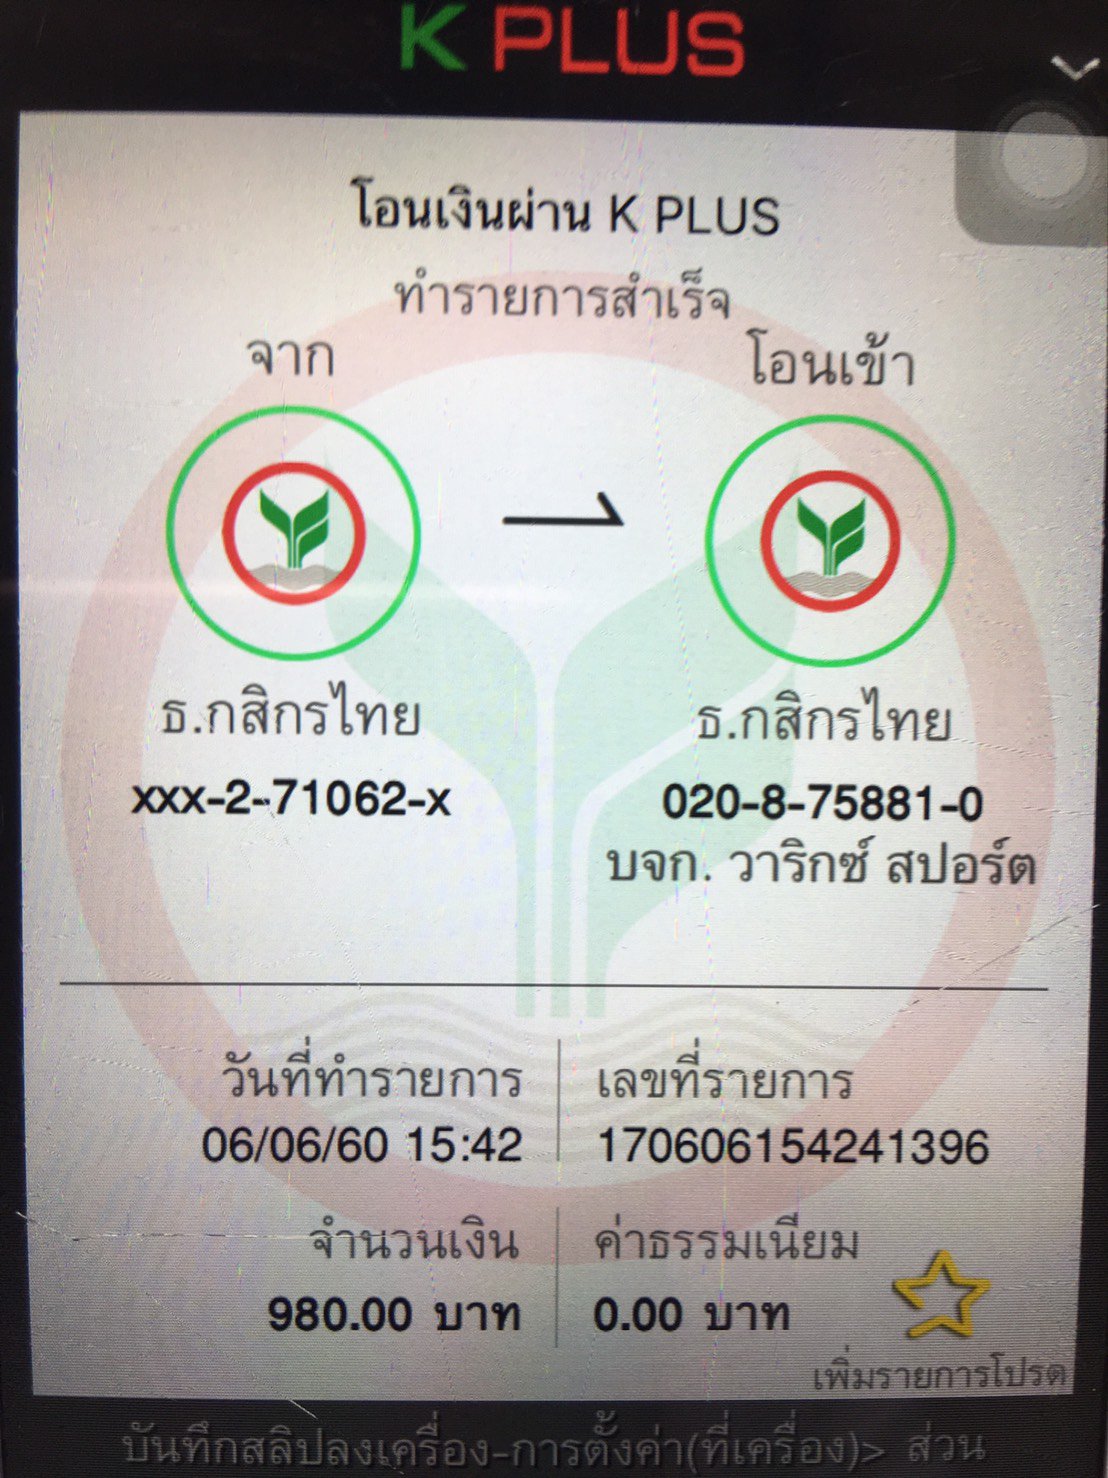 K PLUS
โอนเงินผ่าน K PLUS
ทำรายการสำเร็จ
จาก
โอนเข้า
ธ.กสิกรไทย
ธ.กสิกรไทย
xxx-2-71062-x
020-8-75881-0
บจก. วาริกซ์ สปอร์ต
วันที่ทำรายการ
เลขที่รายการ
06/06/60 15:42
170606154241396
จำนวนเงิน
ค่าธรรมเนียม
980.00 บาท
0.00 บาท
เพิ่มรายการโปรด
บันทึกสลิปลงเครื่อง-การตั้งค่า(ที่เครื่อง)> ส่วน